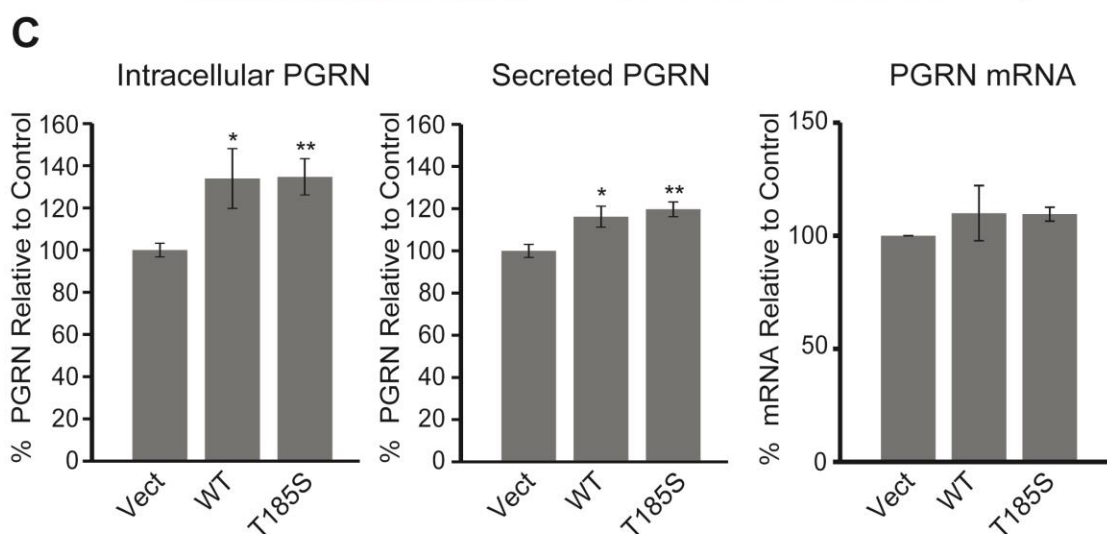 C
Intracellular PGRN
% PGRN Relative to Control
160
140
120
100
80
60
40
20
0
*
**
Vect
WT
T185S
Secreted PGRN
% PGRN Relative to Control
160
140
120
100
80
60
40
20
0
*
**
Vect
WT
T185S
PGRN mRNA
% mRNA Relative to Control
150
100
50
0
Vect
WT
T185S